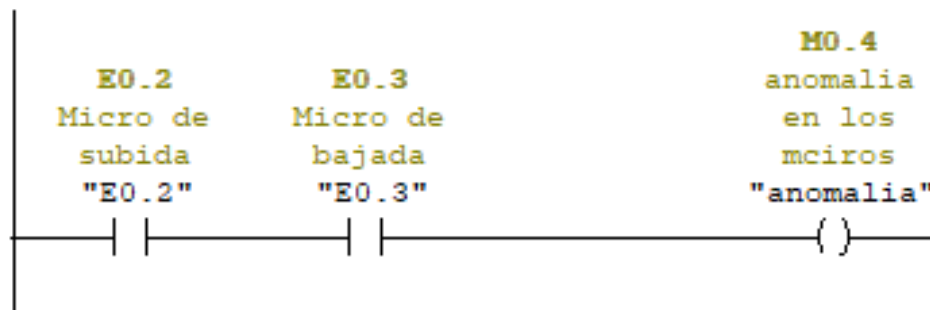 E0.2
Micro de
subida
"E0.2"
E0.3
Micro de
bajada
"E0.3"
M0.4
anomalia
en los
mciros
"anomalia"